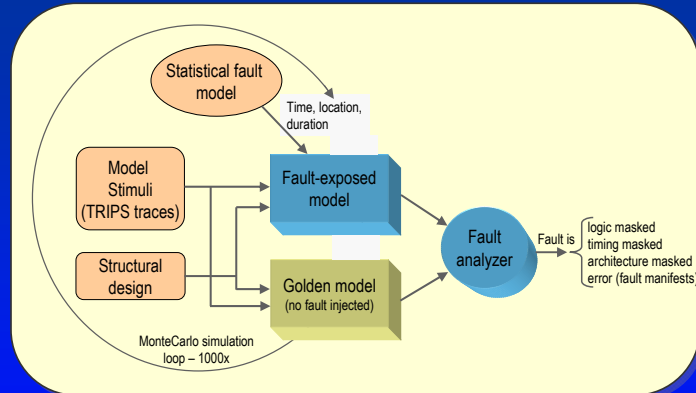 Statistical fault
model
Time, location,
duration
Model
Stimuli
(TRIPS traces)
Fault-exposed
model
Structural
design
Golden model
(no fault injected)
Fault
analyzer
Fault is
logic masked
timing masked
architecture masked
error (fault manifests)
MonteCarlo simulation
loop – 1000x